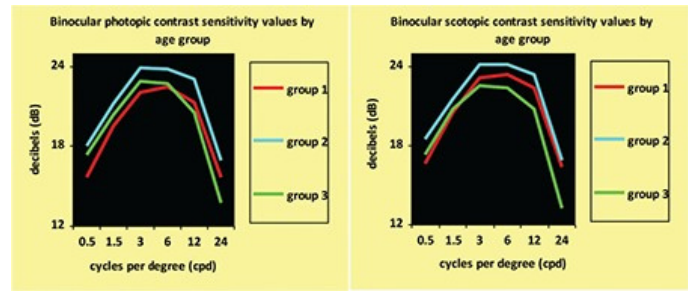 Binocular photopic contrast sensitivity values by
age group
24
18
12
decibels (dB)
0.5 1.5 3 6 12 24
cycles per degree (cpd)
group 1
group 2
group 3
Binocular scotopic contrast sensitivity values by
age group
24
18
12
decibels (dB)
0.5 1.5 3 6 12 24
cycles per degree (cpd)
group 1
group 2
group 3